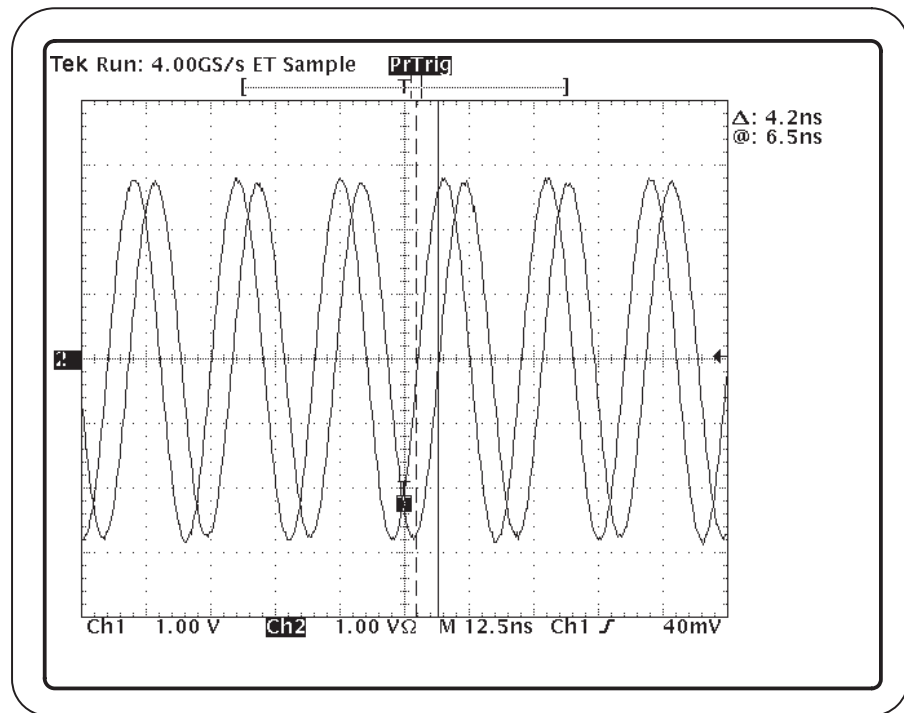 Tek Run: 4.00GS/s ET Sample PrTrig
T
Δ: 4.2ns
@: 6.5ns
2
T
Ch1 1.00 V Ch2 1.00 VΩ M 12.5ns Ch1 40mV